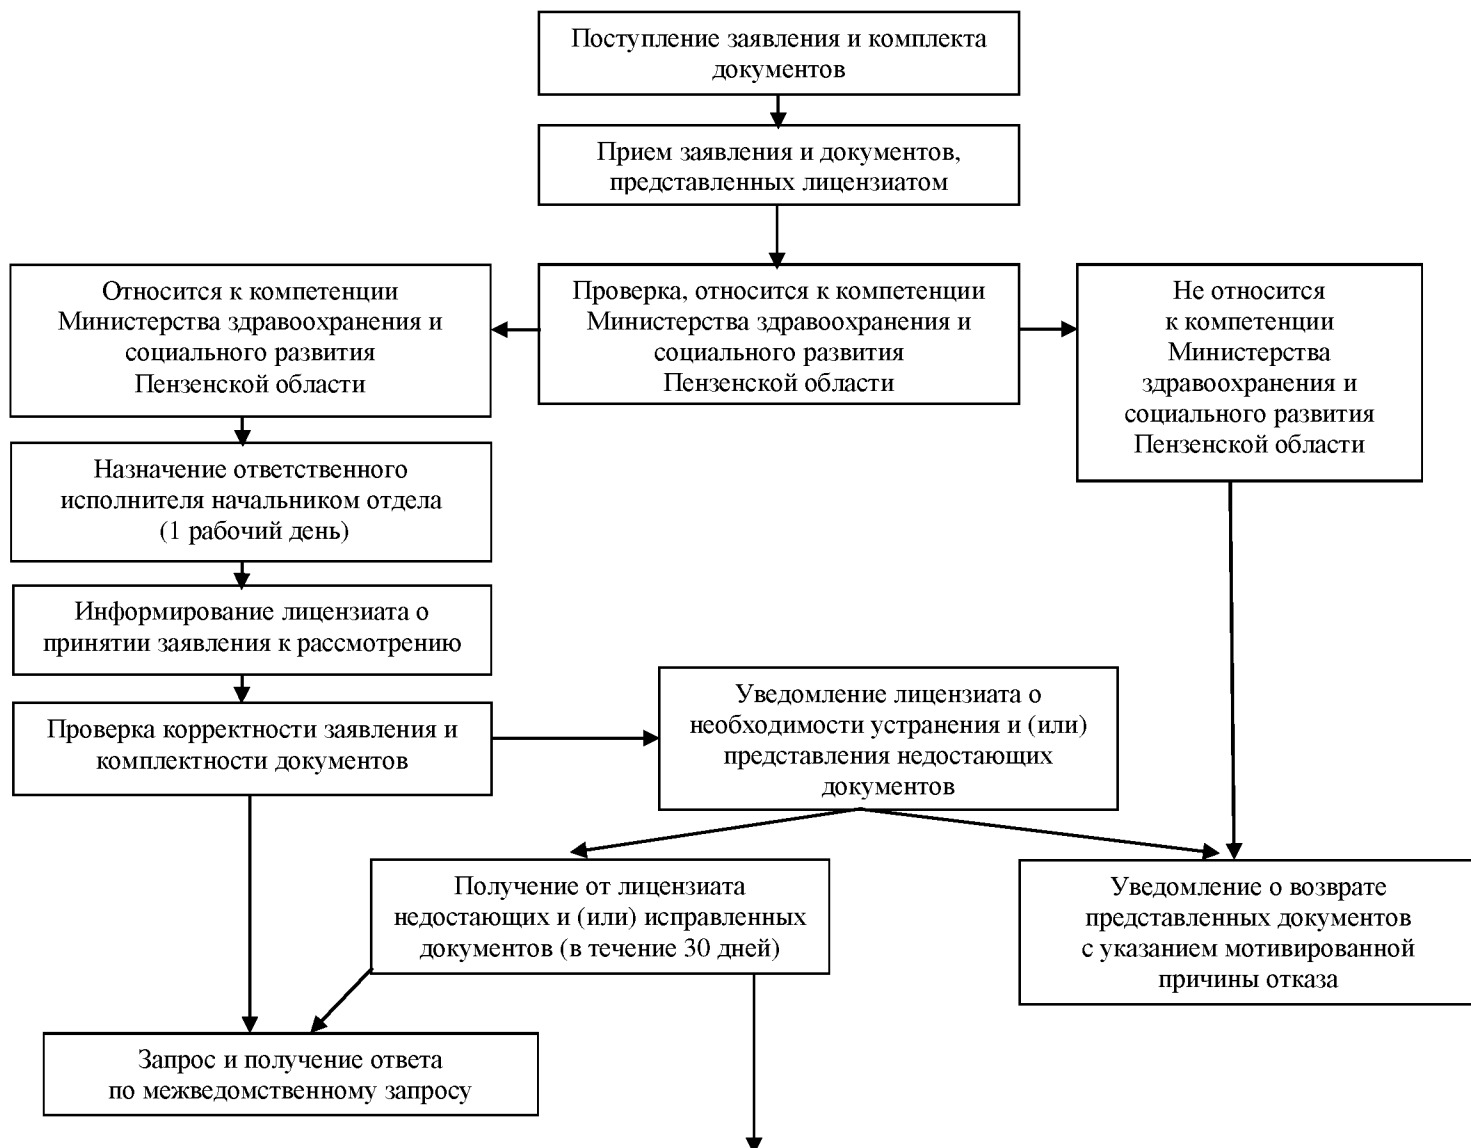 Поступление заявления и комплекта
документов
Прием заявления и документов,
представленных лицензиатом
Относится к компетенции
Министерства здравоохранения и
социального развития
Пензенской области
Проверка, относится к компетенции
Министерства здравоохранения и
социального развития
Пензенской области
Не относится
к компетенции
Министерства
здравоохранения и
социального развития
Пензенской области
Назначение ответственного
исполнителя начальником отдела
(1 рабочий день)
Информирование лицензиата о
принятии заявления к рассмотрению
Проверка корректности заявления и
комплектности документов
Уведомление лицензиата о
необходимости устранения и (или)
представления недостающих
документов
Получение от лицензиата
недостающих и (или) исправленных
документов (в течение 30 дней)
Уведомление о возврате
представленных документов
с указанием мотивированной
причины отказа
Запрос и получение ответа
по межведомственному запросу